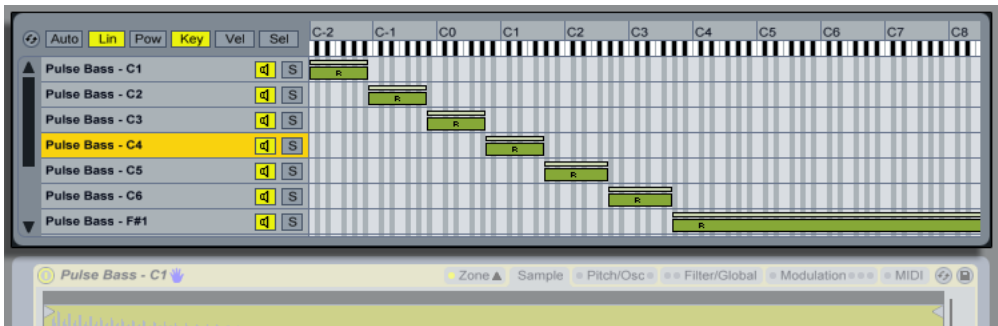 Auto Lin Pow Key Vel Sel C-2 C-1 C0 C1 C2 C3 C4 C5 C6 C7 C8
Pulse Bass - C1 S R
Pulse Bass - C2 S R
Pulse Bass - C3 S R
Pulse Bass - C4 S R
Pulse Bass - C5 S R
Pulse Bass - C6 S R
Pulse Bass - F#1 S R
Pulse Bass - C1 Zone Sample Pitch/Osc Filter/Global Modulation MIDI